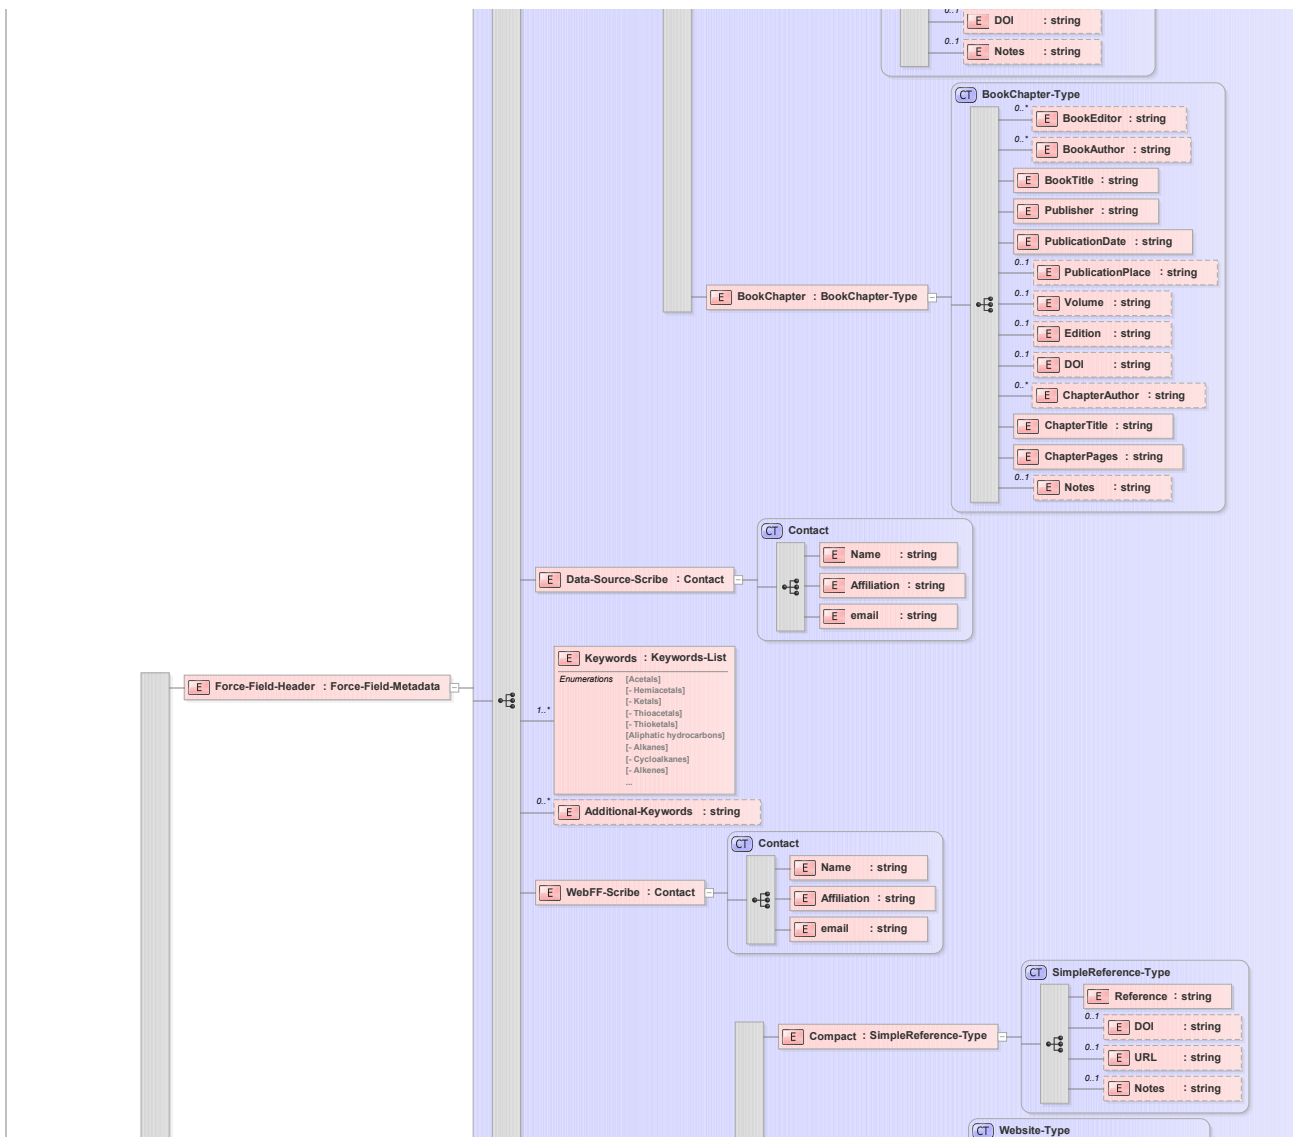 0..1
E DOI : string
0..1
E Notes : string
CT BookChapter-Type
0..*
E BookEditor : string
0..*
E BookAuthor : string
E BookTitle : string
E Publisher : string
E PublicationDate : string
0..1
E PublicationPlace : string
E BookChapter : BookChapter-Type
0..1
E Volume : string
0..1
E Edition : string
0..1
E DOI : string
0..*
E ChapterAuthor : string
E ChapterTitle : string
E ChapterPages : string
0..1
E Notes : string
CT Contact
E Name : string
E Data-Source-Scribe : Contact
E Affiliation : string
E email : string
E Force-Field-Header : Force-Field-Metadata
E Keywords : Keywords-List
Enumerations [Acetals]
[- Hemiacetals]
[- Ketals]
[- Thioacetals]
[- Thioketals]
[Aliphatic hydrocarbons]
[- Alkanes]
[- Cycloalkanes]
[- Alkenes]
...
1..*
0..*
E Additional-Keywords : string
CT Contact
E Name : string
E WebFF-Scribe : Contact
E Affiliation : string
E email : string
CT SimpleReference-Type
E Reference : string
0..1
E DOI : string
E Compact : SimpleReference-Type
0..1
E URL : string
0..1
E Notes : string
CT Website-Type